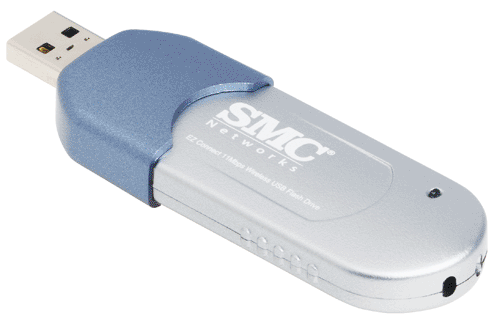 SMC®
Networks
EZ Connect 11Mbps Wireless USB Flash Drive